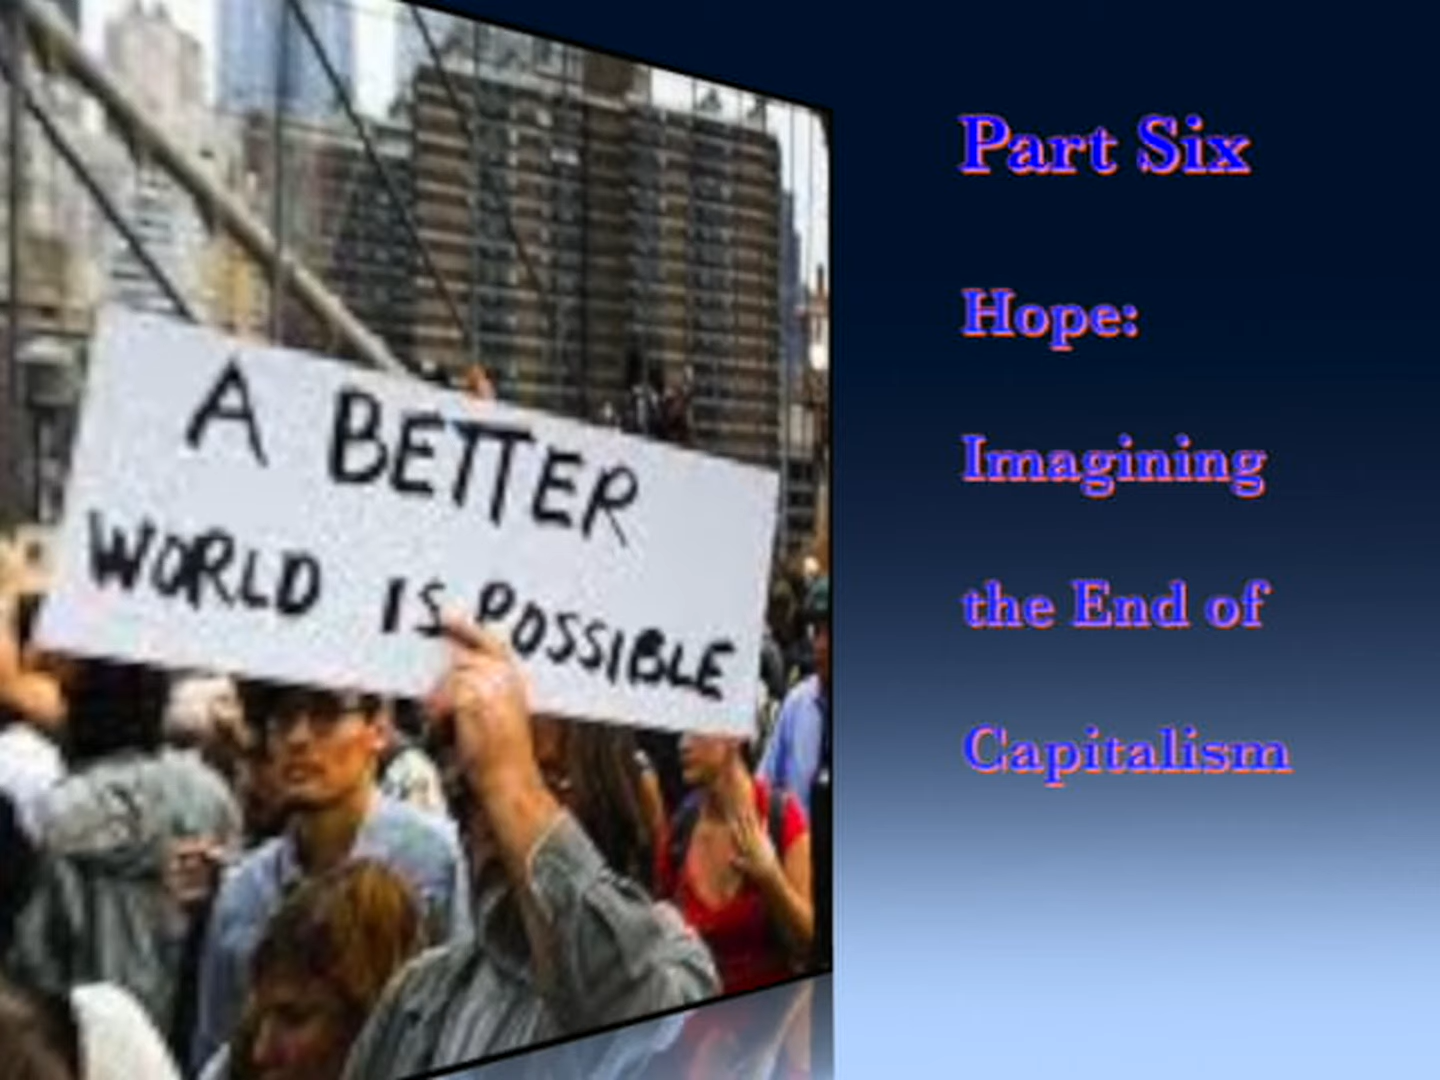 A BETTER
WORLD IS POSSIBLE
Part Six
Hope:
Imagining
the End of
Capitalism